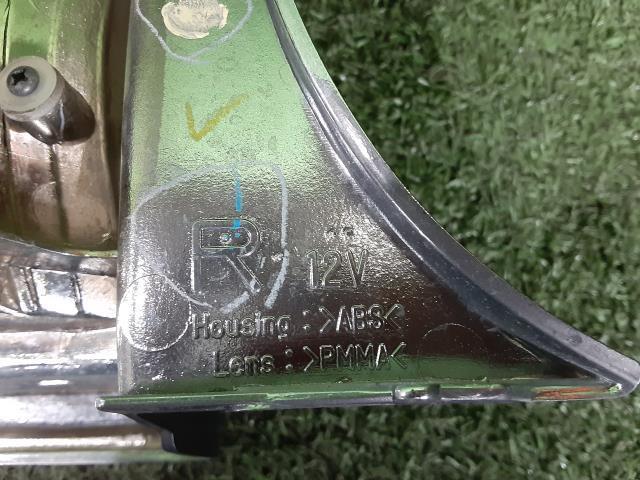 R 12V
Housing : >ABS<
Lens : >PMMA<